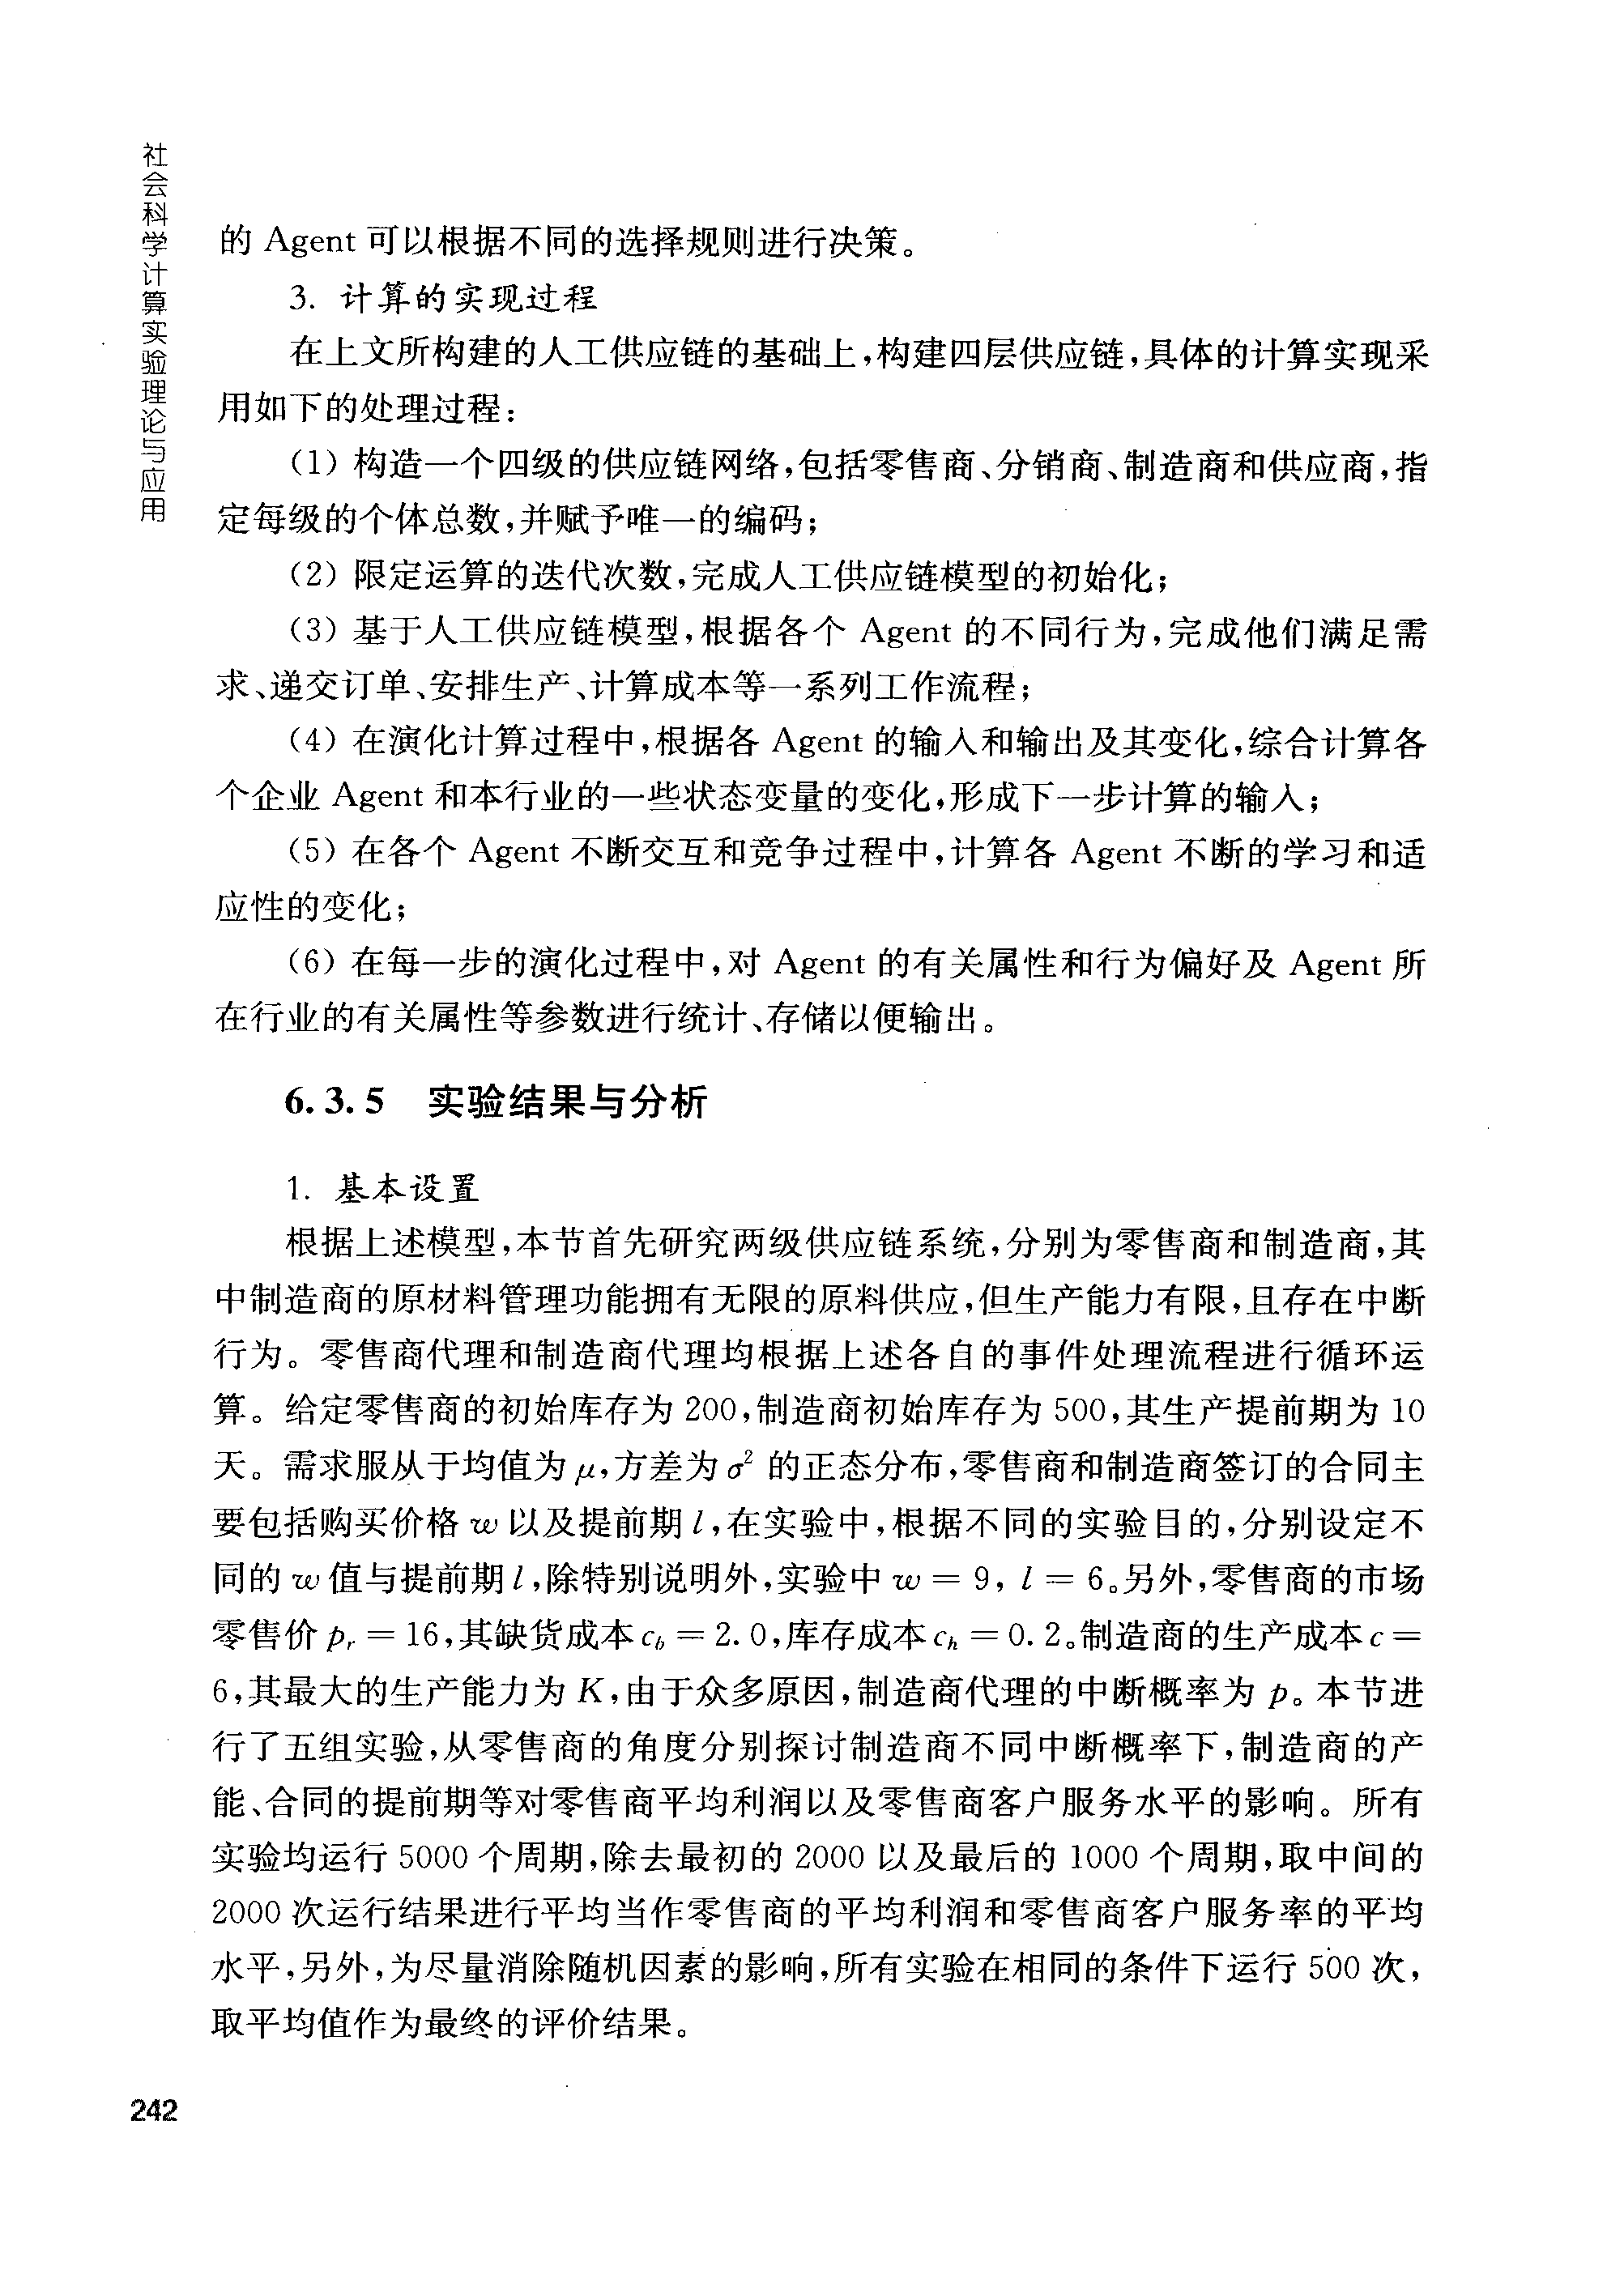 社会科学计算实验理论与应用
的 Agent 可以根据不同的选择规则进行决策。
3. 计算的实现过程
在上文所构建的人工供应链的基础上,构建四层供应链,具体的计算实现采
用如下的处理过程:
(1) 构造一个四级的供应链网络,包括零售商、分销商、制造商和供应商,指
定每级的个体总数,并赋予唯一的编码;
(2) 限定运算的迭代次数,完成人工供应链模型的初始化;
(3) 基于人工供应链模型,根据各个 Agent 的不同行为,完成他们满足需
求、递交订单、安排生产、计算成本等一系列工作流程;
(4) 在演化计算过程中,根据各 Agent 的输入和输出及其变化,综合计算各
个企业 Agent 和本行业的一些状态变量的变化,形成下一步计算的输入;
(5) 在各个 Agent 不断交互和竞争过程中,计算各 Agent 不断的学习和适
应性的变化;
(6) 在每一步的演化过程中,对 Agent 的有关属性和行为偏好及 Agent 所
在行业的有关属性等参数进行统计、存储以便输出。
6.3.5 实验结果与分析
1. 基本设置
根据上述模型,本节首先研究两级供应链系统,分别为零售商和制造商,其
中制造商的原材料管理功能拥有无限的原料供应,但生产能力有限,且存在中断
行为。零售商代理和制造商代理均根据上述各自的事件处理流程进行循环运
算。给定零售商的初始库存为 200,制造商初始库存为 500,其生产提前期为 10
天。需求服从于均值为 μ,方差为 σ² 的正态分布,零售商和制造商签订的合同主
要包括购买价格 w 以及提前期 l,在实验中,根据不同的实验目的,分别设定不
同的 w 值与提前期 l,除特别说明外,实验中 w = 9, l = 6。另外,零售商的市场
零售价 pᵣ = 16,其缺货成本 c_b = 2.0,库存成本 c_h = 0.2。制造商的生产成本 c =
6,其最大的生产能力为 K,由于众多原因,制造商代理的中断概率为 p。本节进
行了五组实验,从零售商的角度分别探讨制造商不同中断概率下,制造商的产
能、合同的提前期等对零售商平均利润以及零售商客户服务水平的影响。所有
实验均运行 5000 个周期,除去最初的 2000 以及最后的 1000 个周期,取中间的
2000 次运行结果进行平均当作零售商的平均利润和零售商客户服务率的平均
水平,另外,为尽量消除随机因素的影响,所有实验在相同的条件下运行 500 次,
取平均值作为最终的评价结果。
242